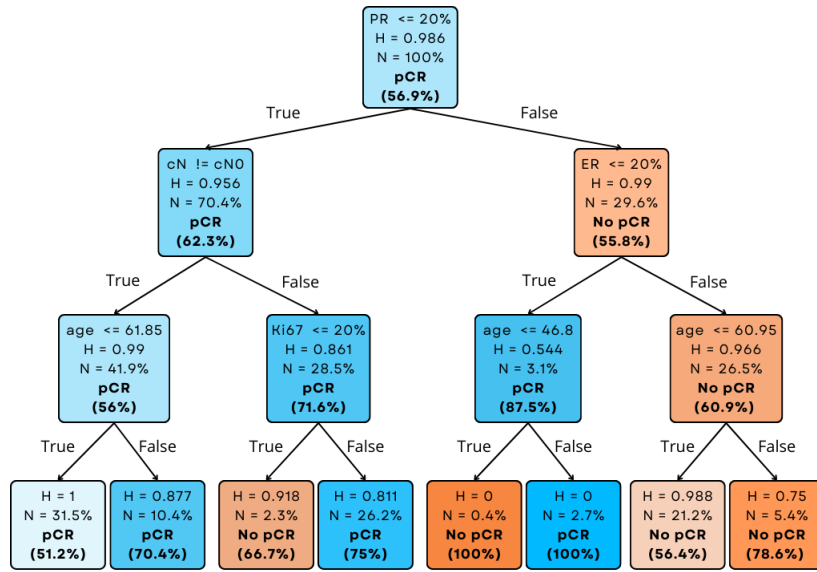 PR <= 20%
H = 0.986
N = 100%
pCR
(56.9%)
True
False
cN != cN0
H = 0.956
N = 70.4%
pCR
(62.3%)
ER <= 20%
H = 0.99
N = 29.6%
No pCR
(55.8%)
True
False
True
False
age <= 61.85
H = 0.99
N = 41.9%
pCR
(56%)
Ki67 <= 20%
H = 0.861
N = 28.5%
pCR
(71.6%)
age <= 46.8
H = 0.544
N = 3.1%
pCR
(87.5%)
age <= 60.95
H = 0.966
N = 26.5%
No pCR
(60.9%)
True
False
True
False
True
False
True
False
H = 1
N = 31.5%
pCR
(51.2%)
H = 0.877
N = 10.4%
pCR
(70.4%)
H = 0.918
N = 2.3%
No pCR
(66.7%)
H = 0.811
N = 26.2%
pCR
(75%)
H = 0
N = 0.4%
No pCR
(100%)
H = 0
N = 2.7%
pCR
(100%)
H = 0.988
N = 21.2%
No pCR
(56.4%)
H = 0.75
N = 5.4%
No pCR
(78.6%)